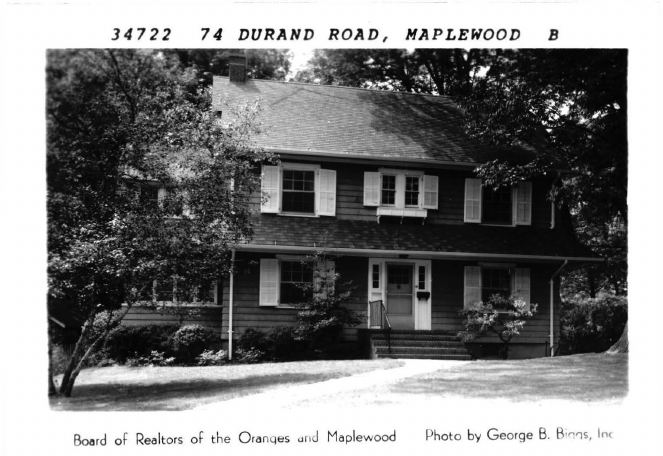 34722 74 DURAND ROAD, MAPLEWOOD B
Board of Realtors of the Oranges and Maplewood Photo by George B. Biggs, Inc